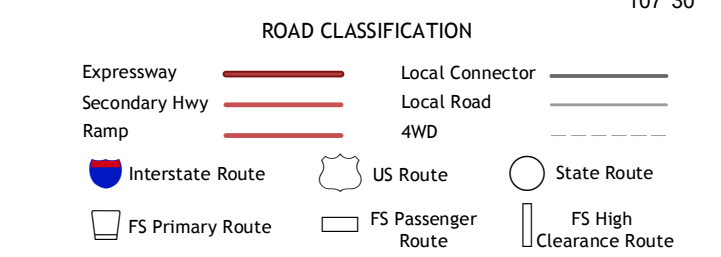 ROAD CLASSIFICATION
Expressway
Local Connector
Secondary Hwy
Local Road
Ramp
4WD
Interstate Route
US Route
State Route
FS Primary Route
FS Passenger
Route
FS High
Clearance Route